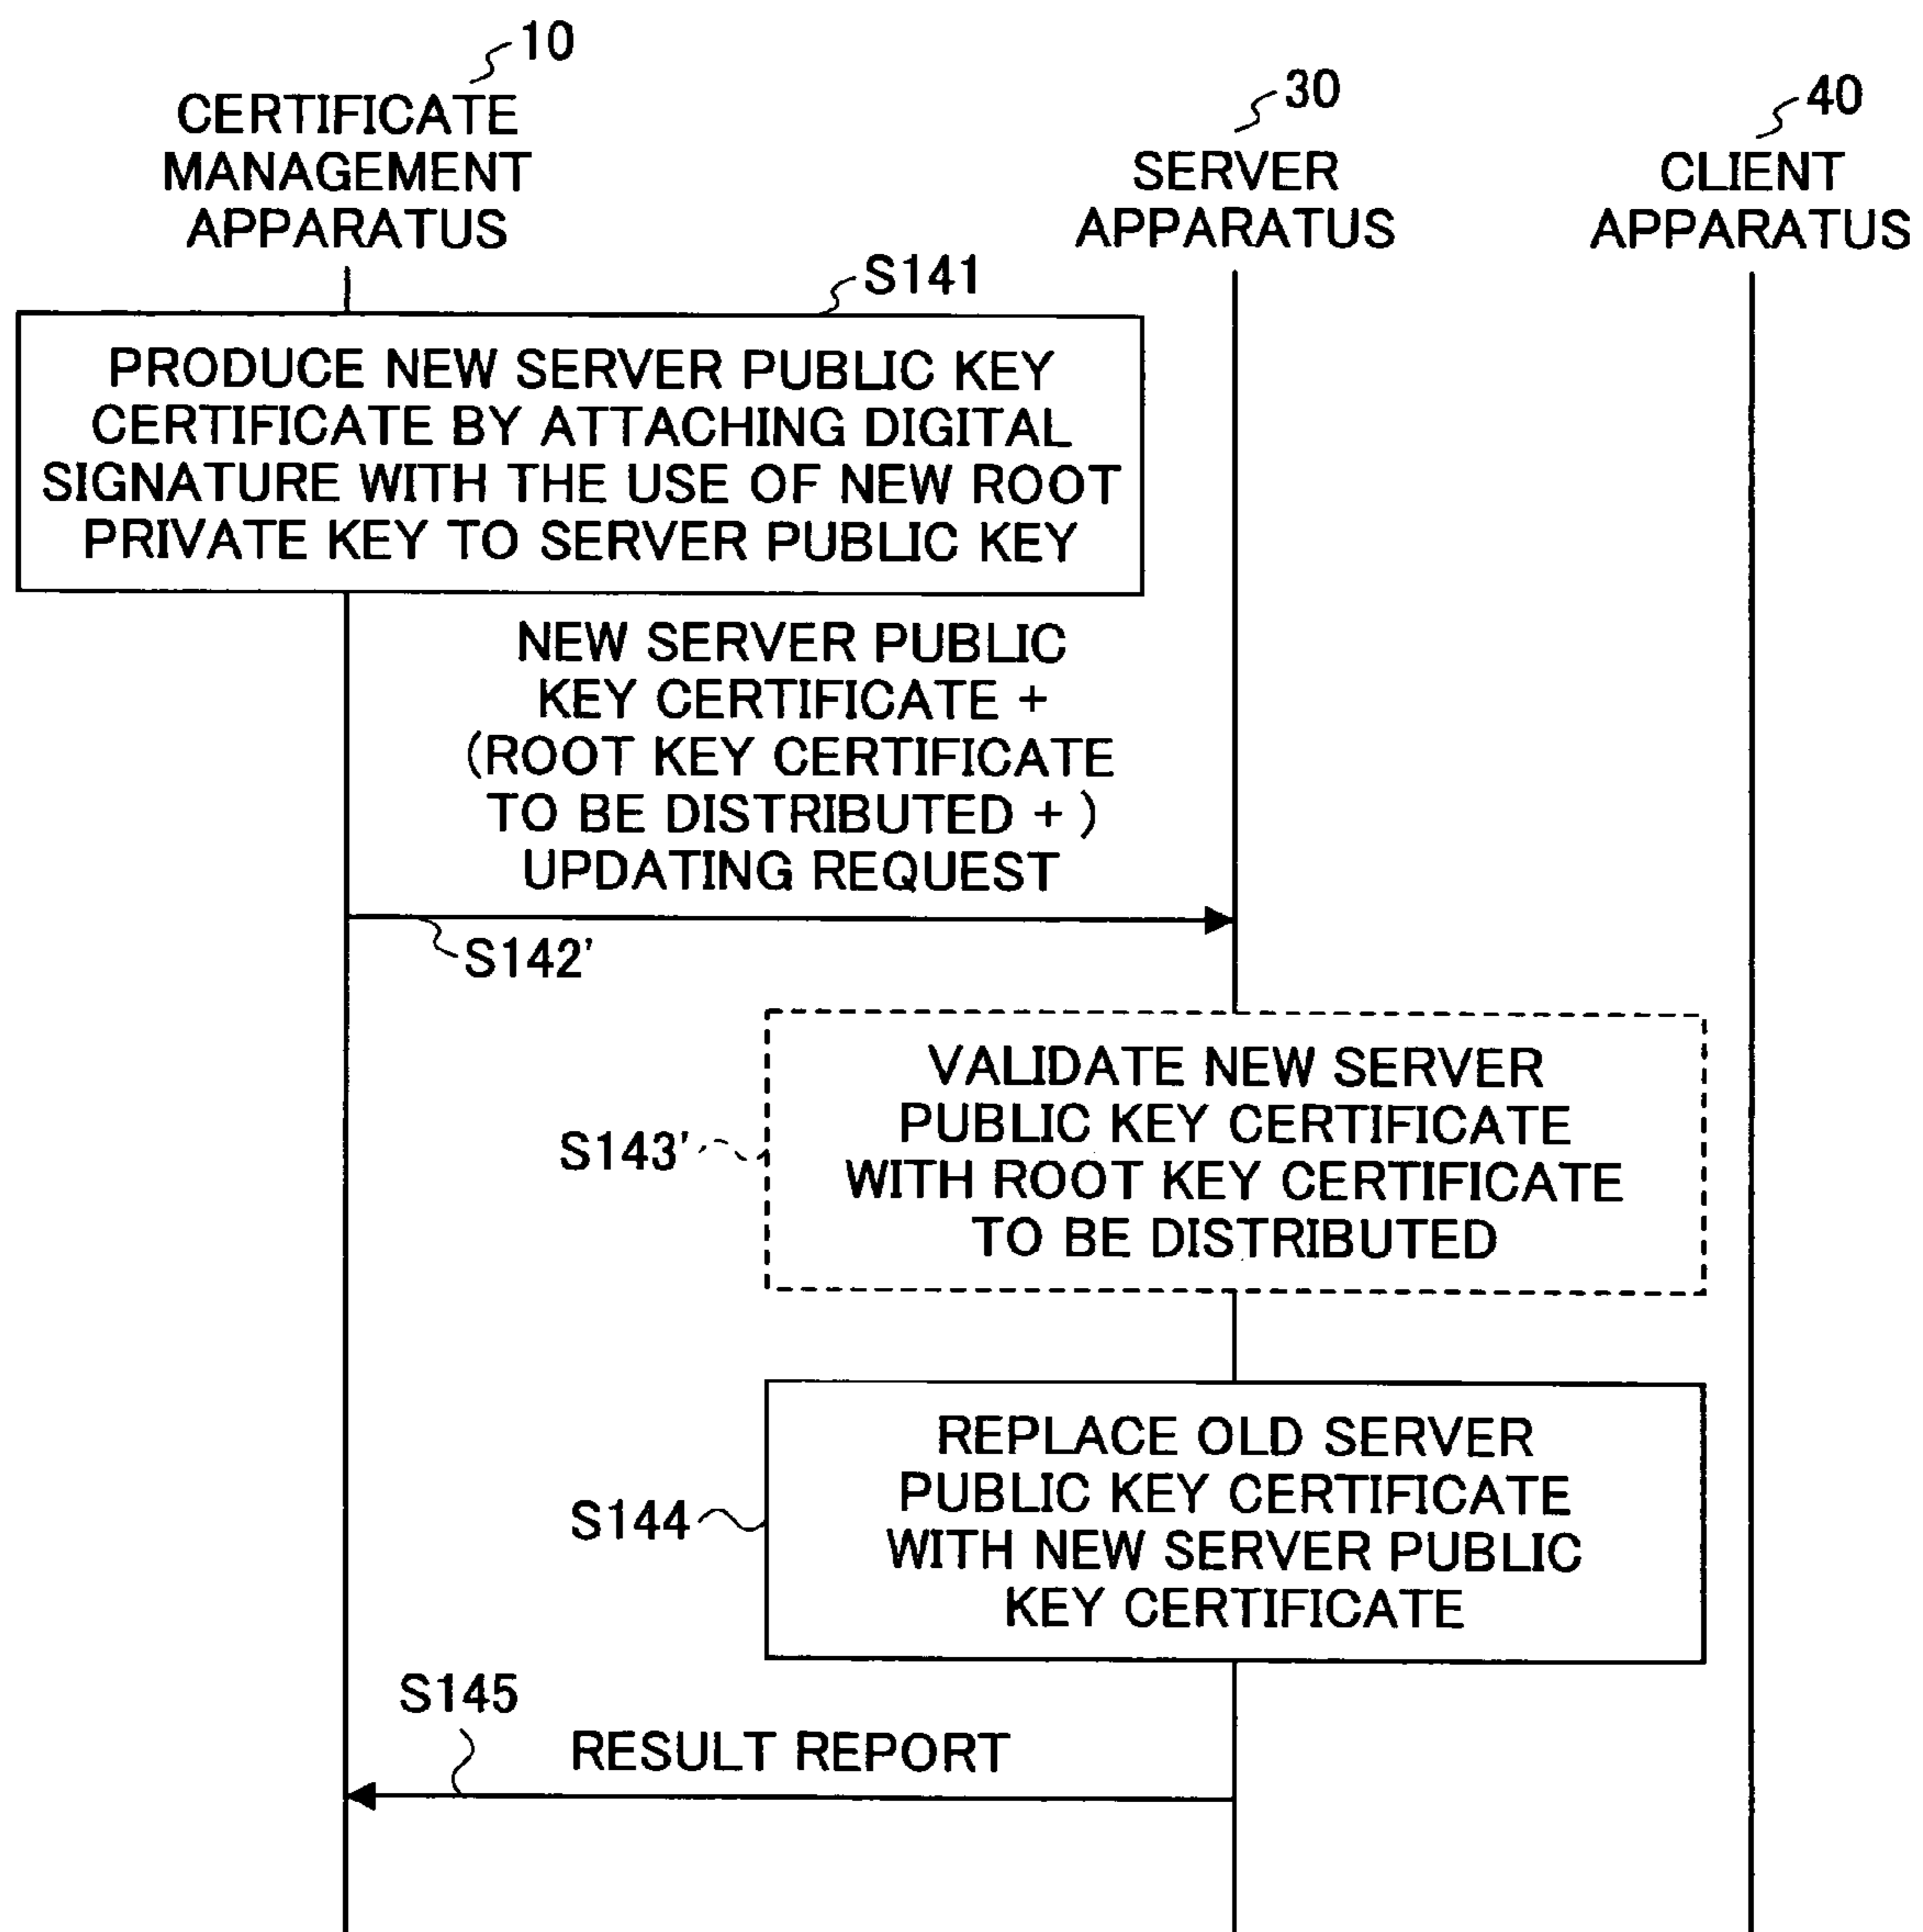 10
CERTIFICATE
MANAGEMENT
APPARATUS
30
SERVER
APPARATUS
40
CLIENT
APPARATUS
S141
PRODUCE NEW SERVER PUBLIC KEY
CERTIFICATE BY ATTACHING DIGITAL
SIGNATURE WITH THE USE OF NEW ROOT
PRIVATE KEY TO SERVER PUBLIC KEY
NEW SERVER PUBLIC
KEY CERTIFICATE +
(ROOT KEY CERTIFICATE
TO BE DISTRIBUTED + )
UPDATING REQUEST
S142'
S143'
VALIDATE NEW SERVER
PUBLIC KEY CERTIFICATE
WITH ROOT KEY CERTIFICATE
TO BE DISTRIBUTED
S144
REPLACE OLD SERVER
PUBLIC KEY CERTIFICATE
WITH NEW SERVER PUBLIC
KEY CERTIFICATE
S145
RESULT REPORT